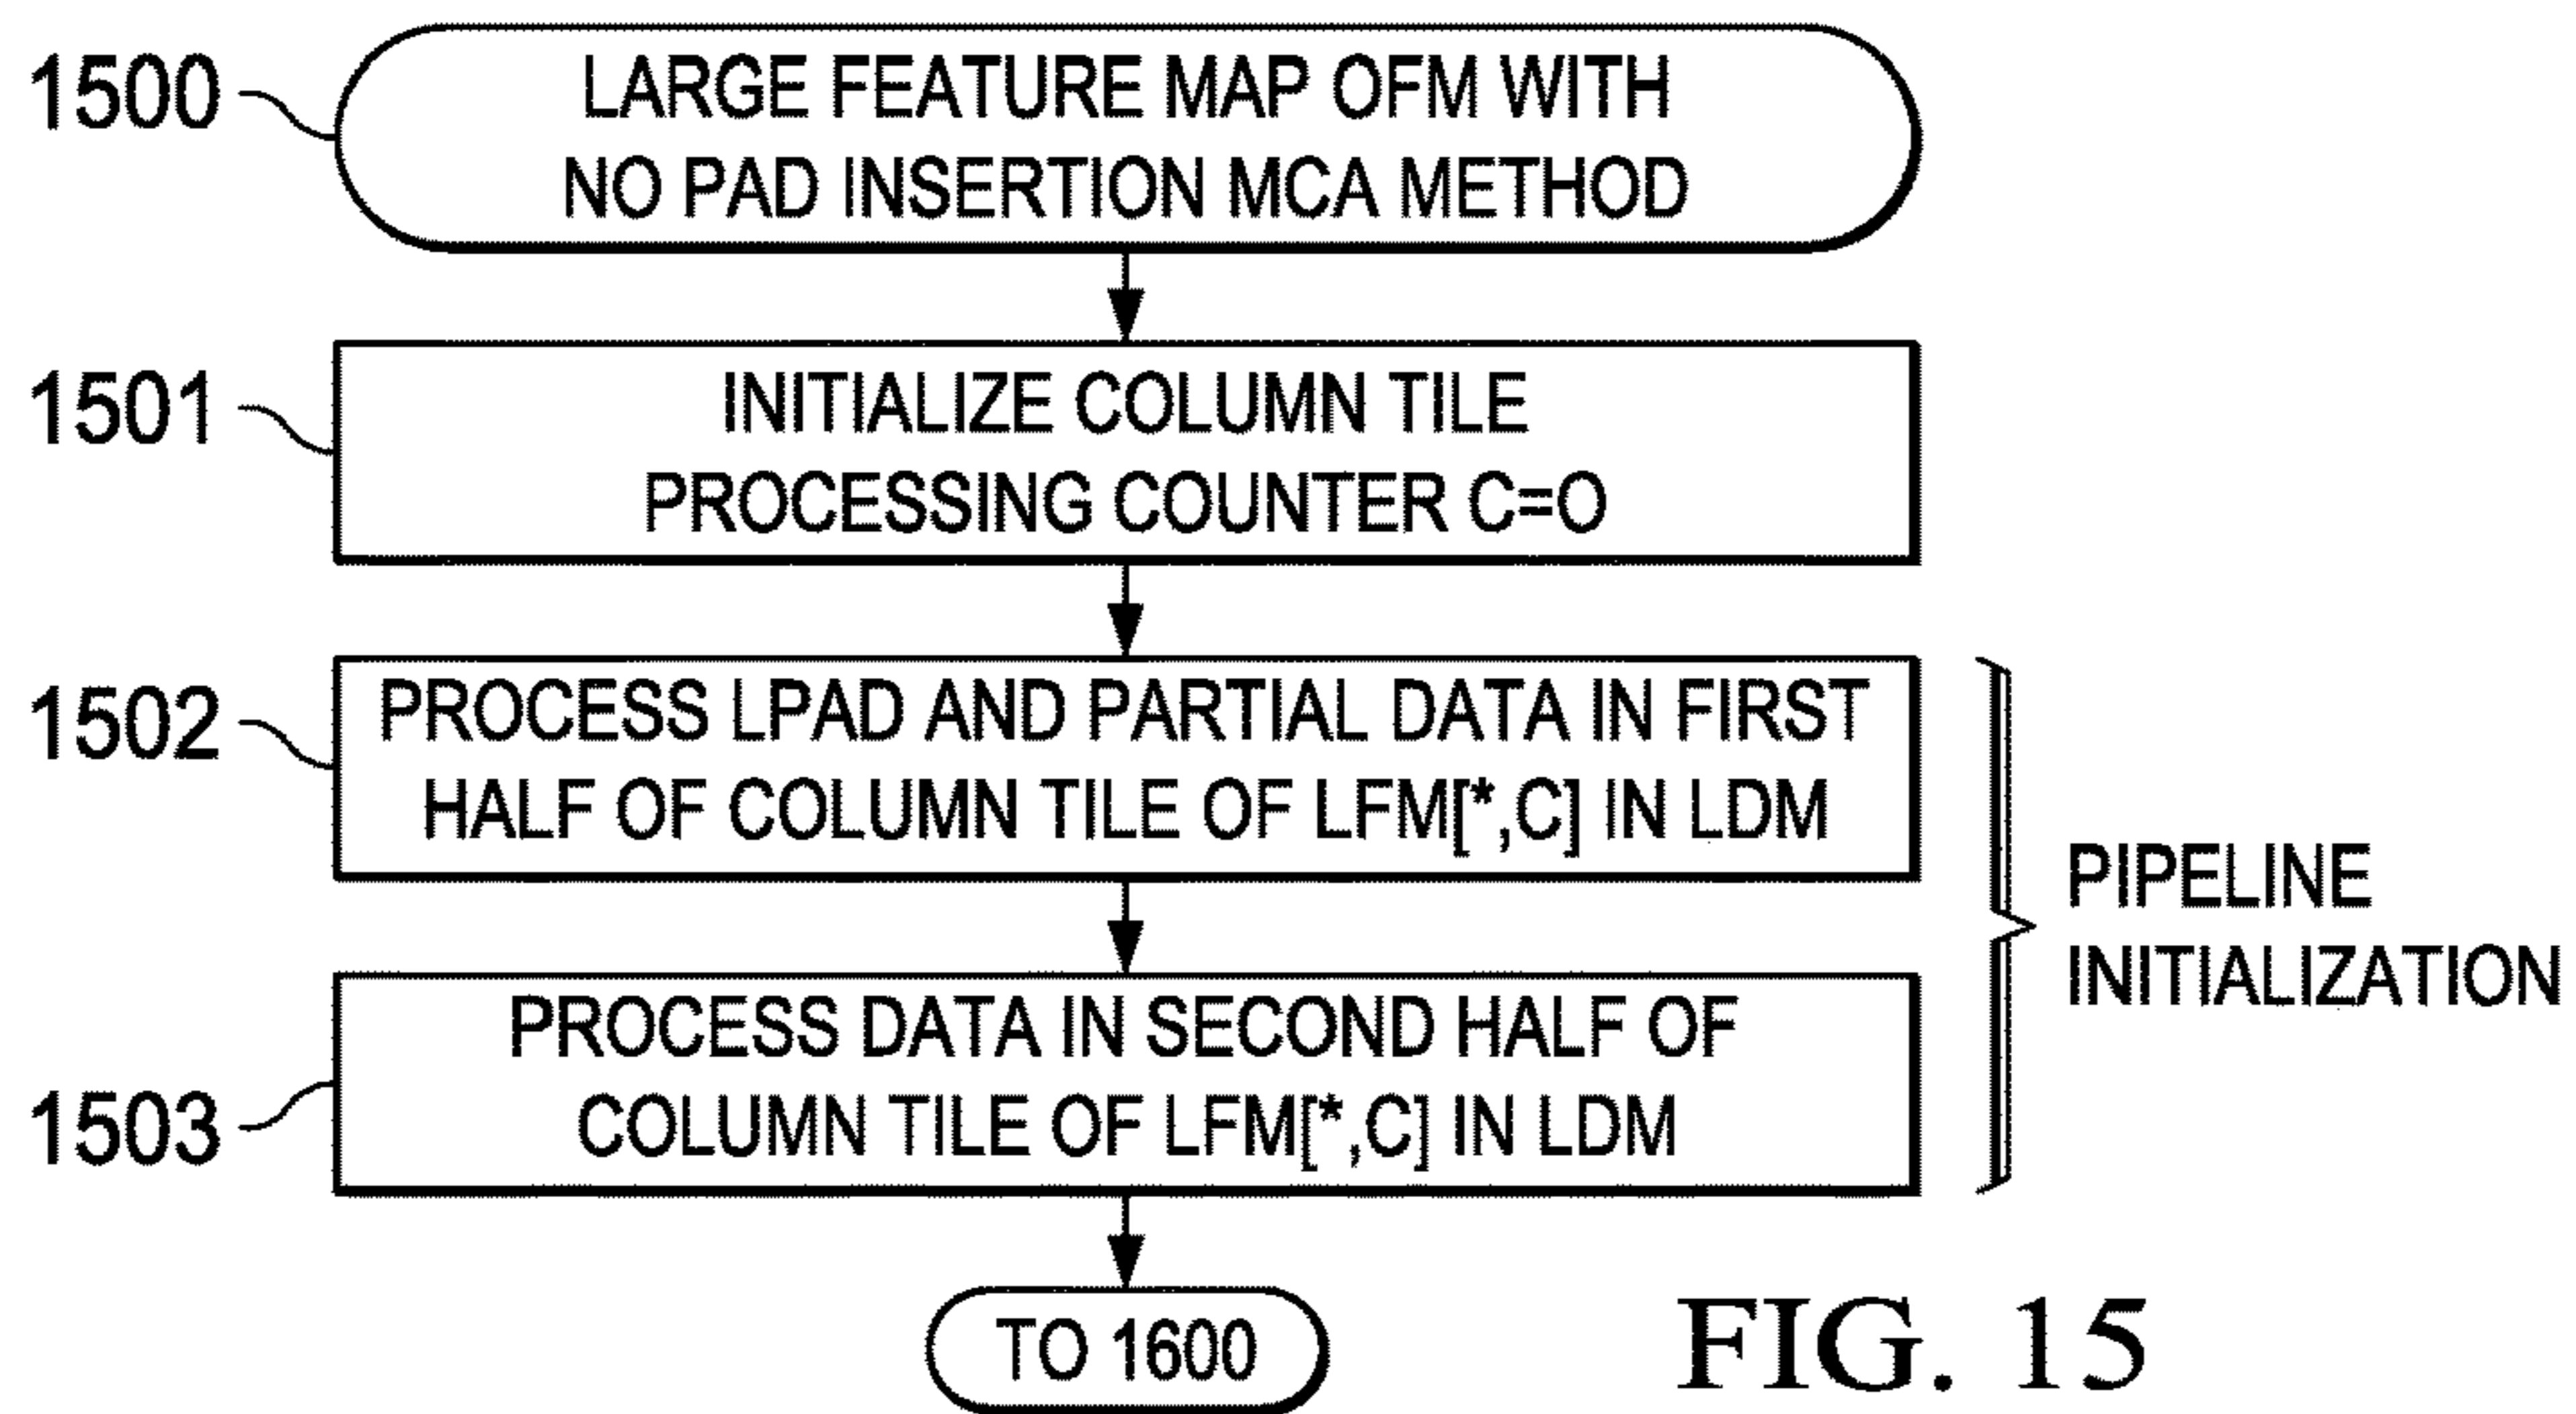 1500
LARGE FEATURE MAP OFM WITH
NO PAD INSERTION MCA METHOD
1501
INITIALIZE COLUMN TILE
PROCESSING COUNTER C=O
1502
PROCESS LPAD AND PARTIAL DATA IN FIRST
HALF OF COLUMN TILE OF LFM[*,C] IN LDM
PIPELINE
INITIALIZATION
1503
PROCESS DATA IN SECOND HALF OF
COLUMN TILE OF LFM[*,C] IN LDM
TO 1600
FIG. 15